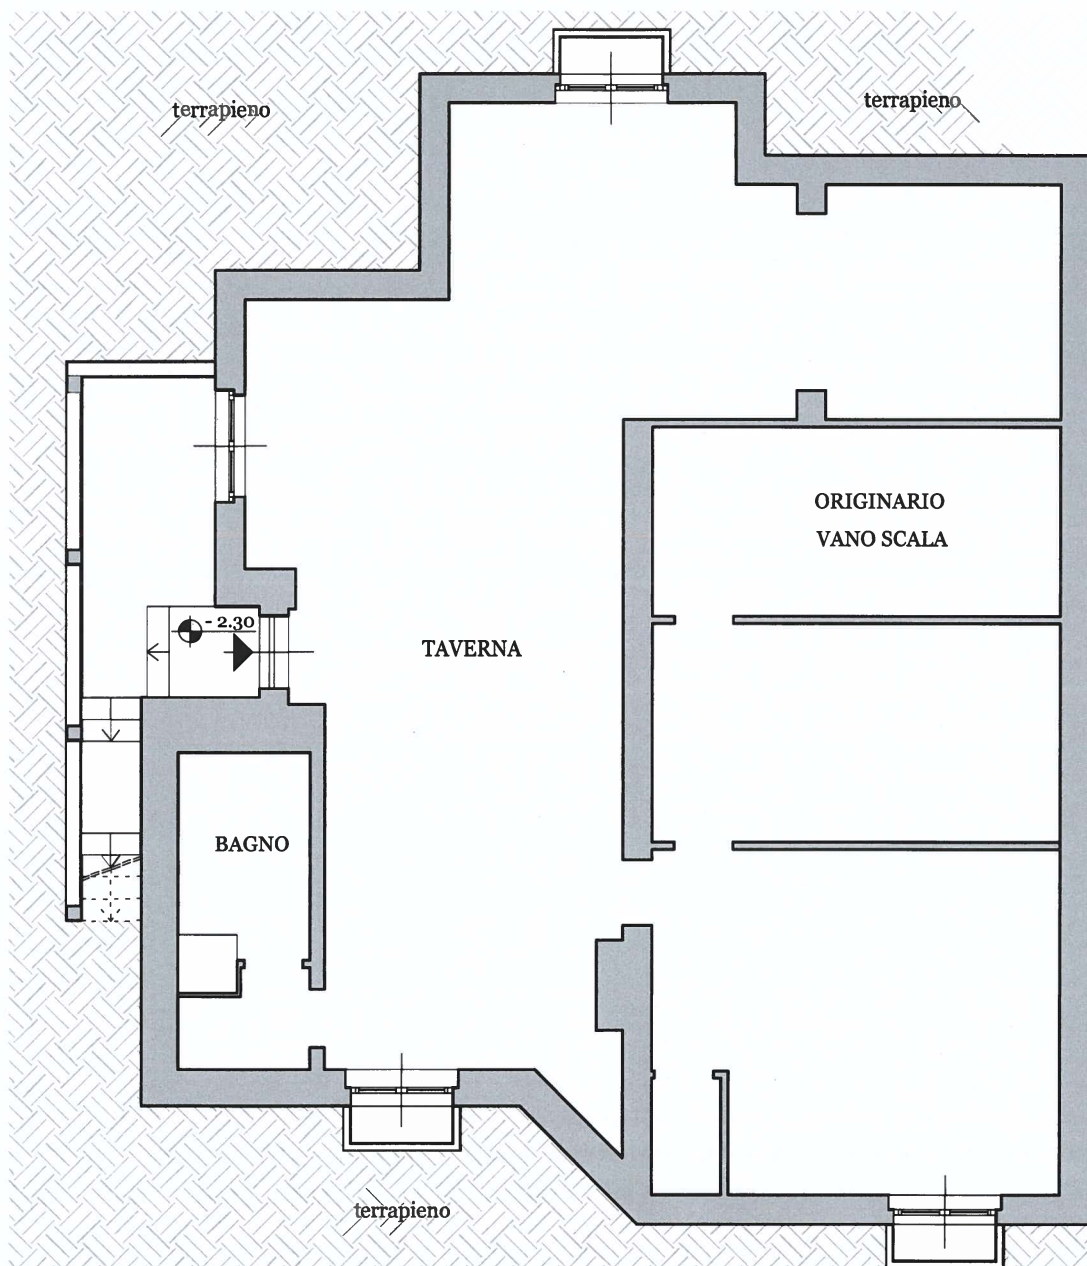 terrapieno
terrapieno
ORIGINARIO
VANO SCALA
- 2.30
TAVERNA
BAGNO
terrapieno